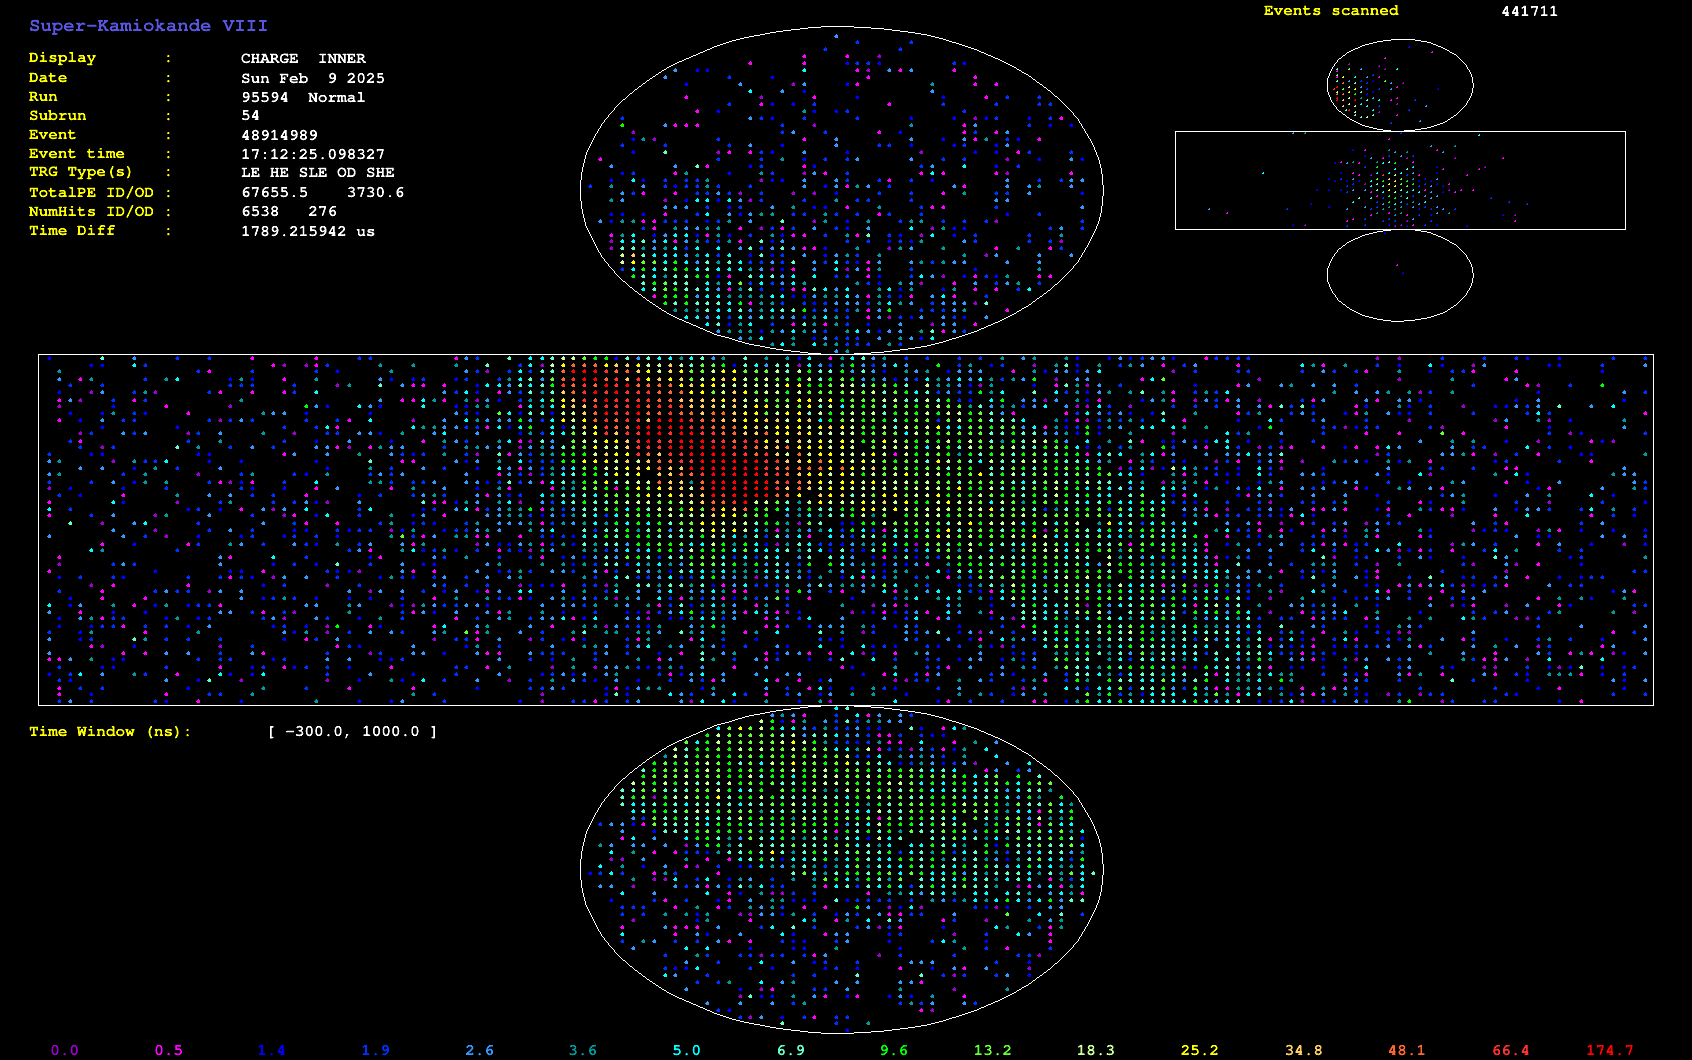 Super-Kamiokande VIII
Display : CHARGE INNER
Date : Sun Feb 9 2025
Run : 95594 Normal
Subrun : 54
Event : 48914989
Event time : 17:12:25.098327
TRG Type(s) : LE HE SLE OD SHE
TotalPE ID/OD : 67655.5 3730.6
NumHits ID/OD : 6538 276
Time Diff : 1789.215942 us
Events scanned 441711
Time Window (ns): [ -300.0, 1000.0 ]
0.0 0.5 1.4 1.9 2.6 3.6 5.0 6.9 9.6 13.2 18.3 25.2 34.8 48.1 66.4 174.7